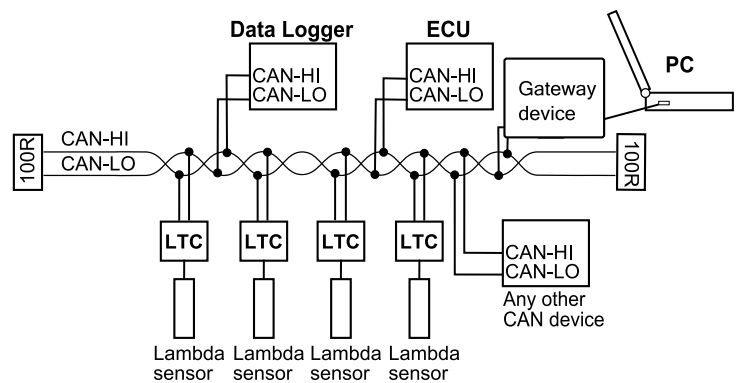 Data Logger
ECU
PC
CAN-HI
CAN-LO
CAN-HI
CAN-LO
Gateway
device
100R
CAN-HI
CAN-LO
100R
LTC
LTC
LTC
LTC
CAN-HI
CAN-LO
Any other
CAN device
Lambda
sensor
Lambda
sensor
Lambda
sensor
Lambda
sensor